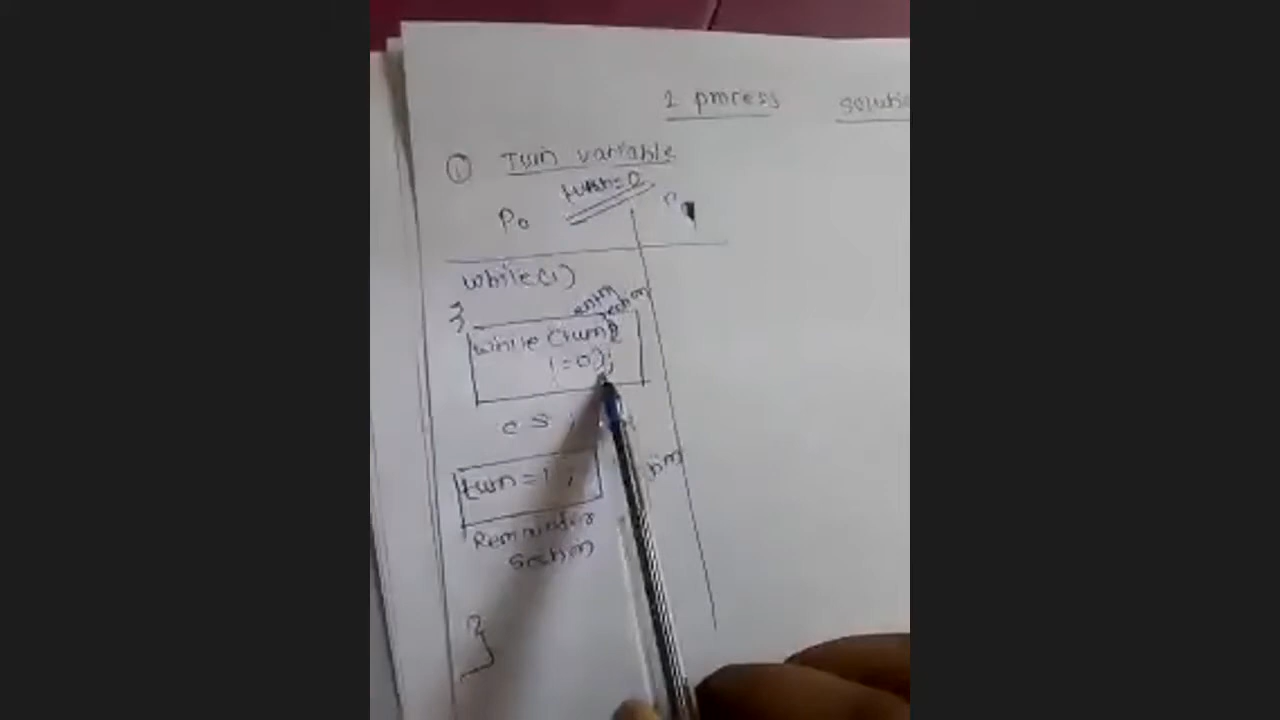 2 process solutio
① Turn variable
turn=0
P0
while(1)
{
entry
section
while (turn
!=0);
CS
turn=1;
Remainder
Section
}